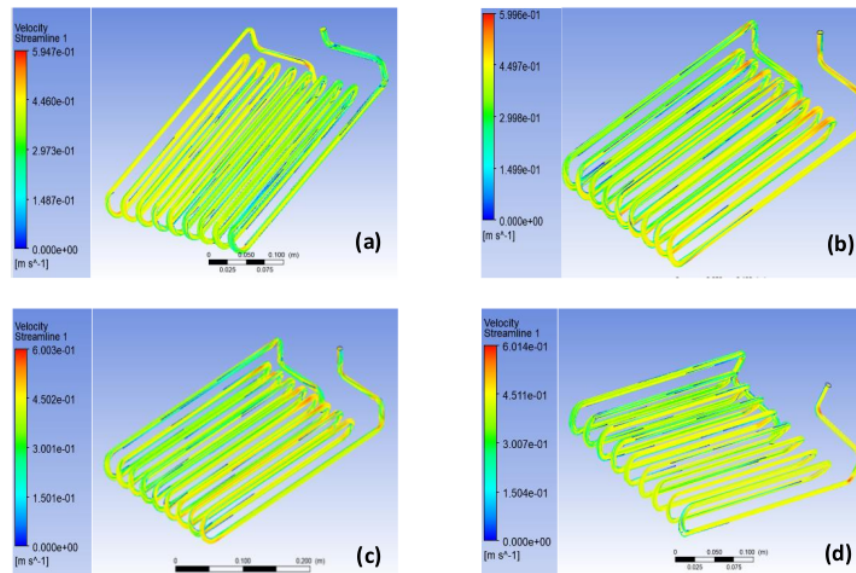 Velocity
Streamline 1
5.947e-01
4.460e-01
2.973e-01
1.487e-01
0.000e+00
[m s^-1]
0 0.050 0.100 (m)
0.025 0.075
(a)
Velocity
Streamline 1
5.996e-01
4.497e-01
2.998e-01
1.499e-01
0.000e+00
[m s^-1]
(b)
Velocity
Streamline 1
6.003e-01
4.502e-01
3.001e-01
1.501e-01
0.000e+00
[m s^-1]
0 0.100 0.200 (m)
(c)
Velocity
Streamline 1
6.014e-01
4.511e-01
3.007e-01
1.504e-01
0.000e+00
[m s^-1]
0 0.050 0.100 (m)
0.025 0.075
(d)